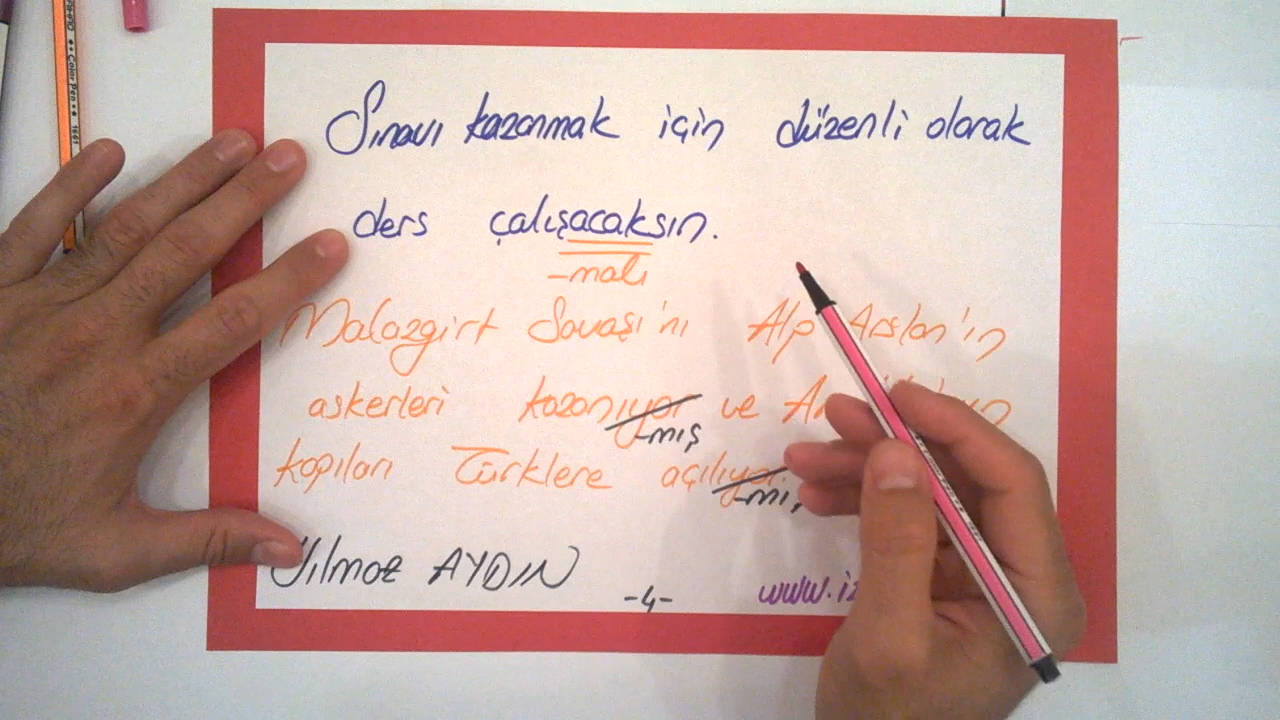 Sınavı kazanmak için düzenli olarak
ders çalışacaksın.
-malı
Malazgirt Savaşı'nı Alp Arslan'ın
askerleri kazanıyor ve
-mış
kapıları Türklere açılıyor.
-mış
Yılmaz AYDIN
-4-
www.iz